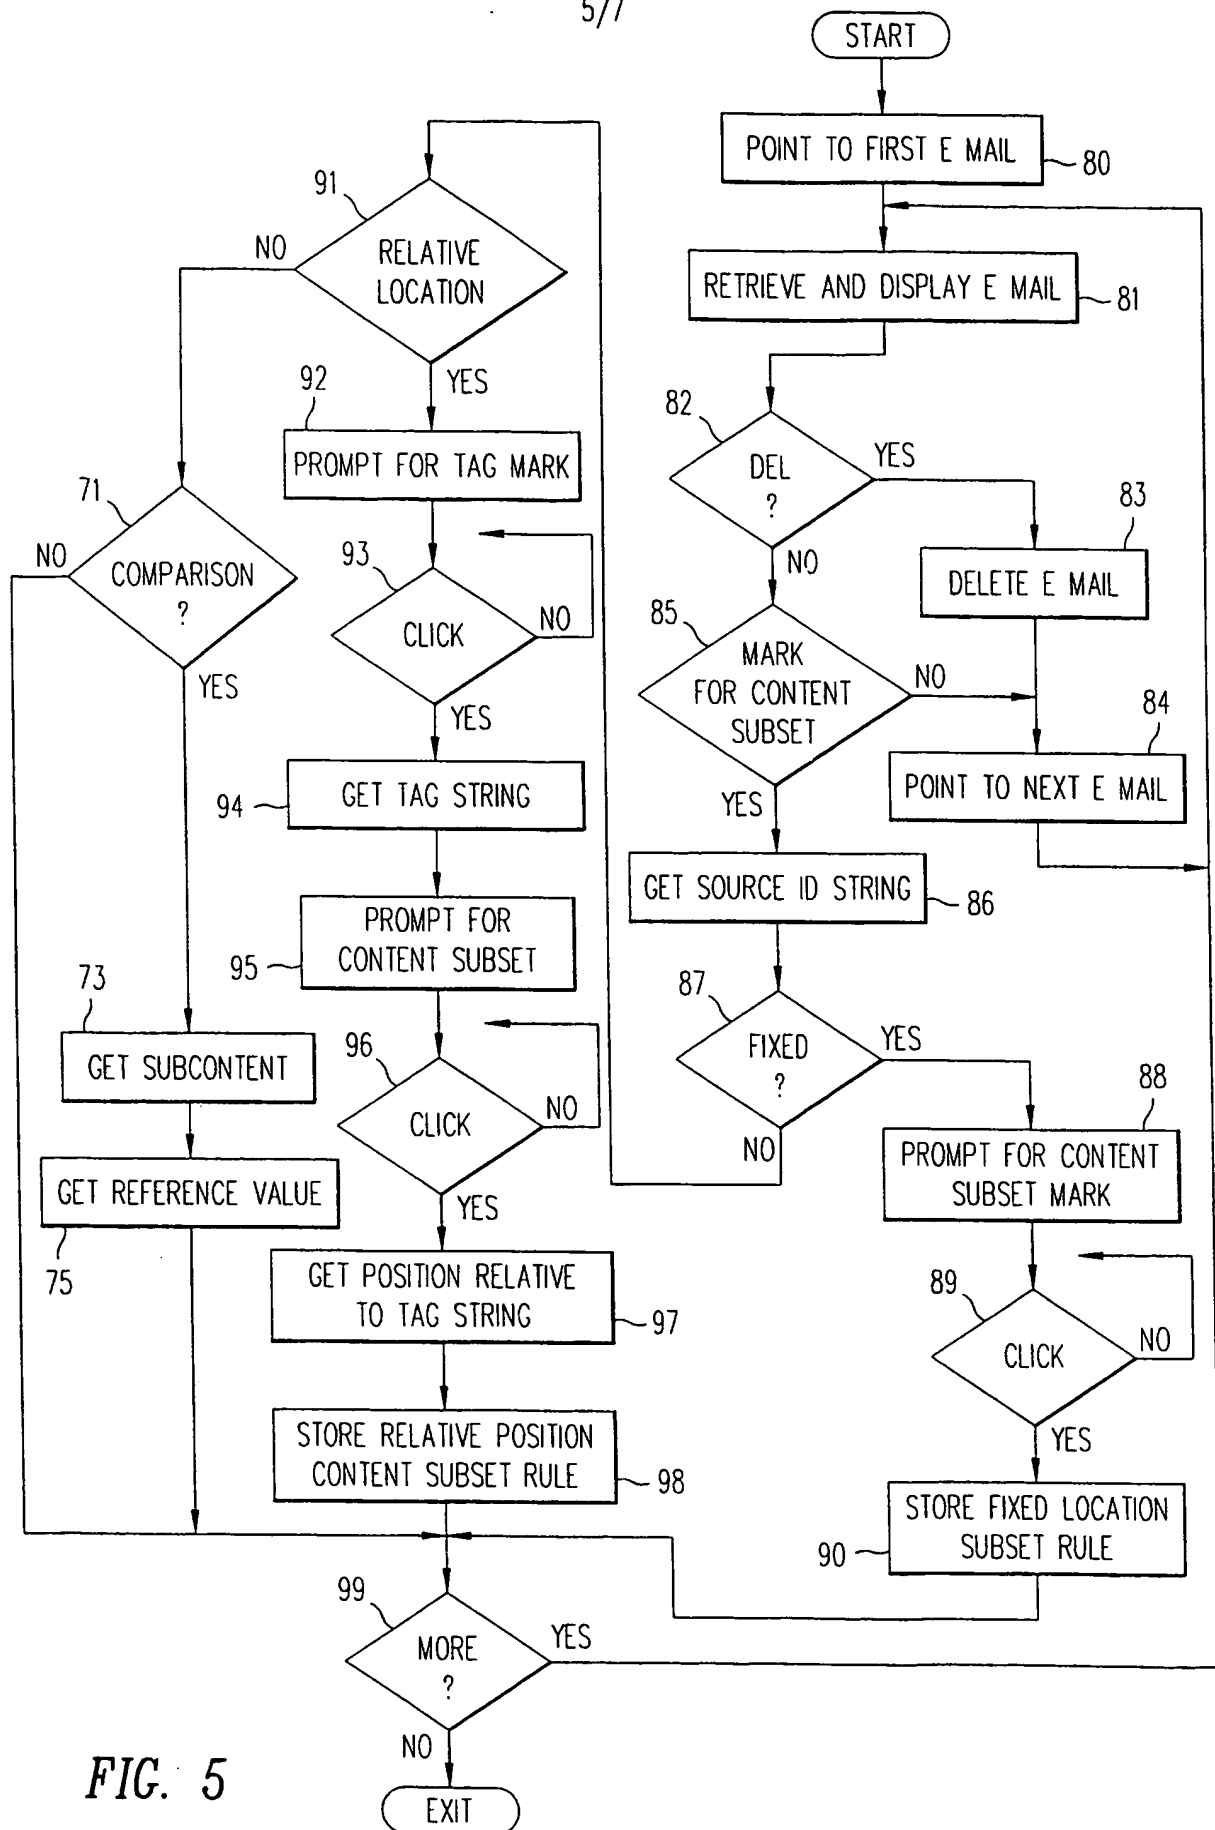 5/7
START
POINT TO FIRST E MAIL
80
RETRIEVE AND DISPLAY E MAIL
81
82
DEL
?
YES
NO
83
DELETE E MAIL
85
MARK
FOR CONTENT
SUBSET
NO
YES
84
POINT TO NEXT E MAIL
GET SOURCE ID STRING
86
87
FIXED
?
YES
NO
88
PROMPT FOR CONTENT
SUBSET MARK
89
CLICK
NO
YES
STORE FIXED LOCATION
SUBSET RULE
90
91
RELATIVE
LOCATION
NO
YES
92
PROMPT FOR TAG MARK
93
CLICK
NO
YES
GET TAG STRING
94
PROMPT FOR
CONTENT SUBSET
95
96
CLICK
NO
YES
GET POSITION RELATIVE
TO TAG STRING
97
STORE RELATIVE POSITION
CONTENT SUBSET RULE
98
71
COMPARISON
?
NO
YES
73
GET SUBCONTENT
GET REFERENCE VALUE
75
99
MORE
?
YES
NO
EXIT
FIG. 5